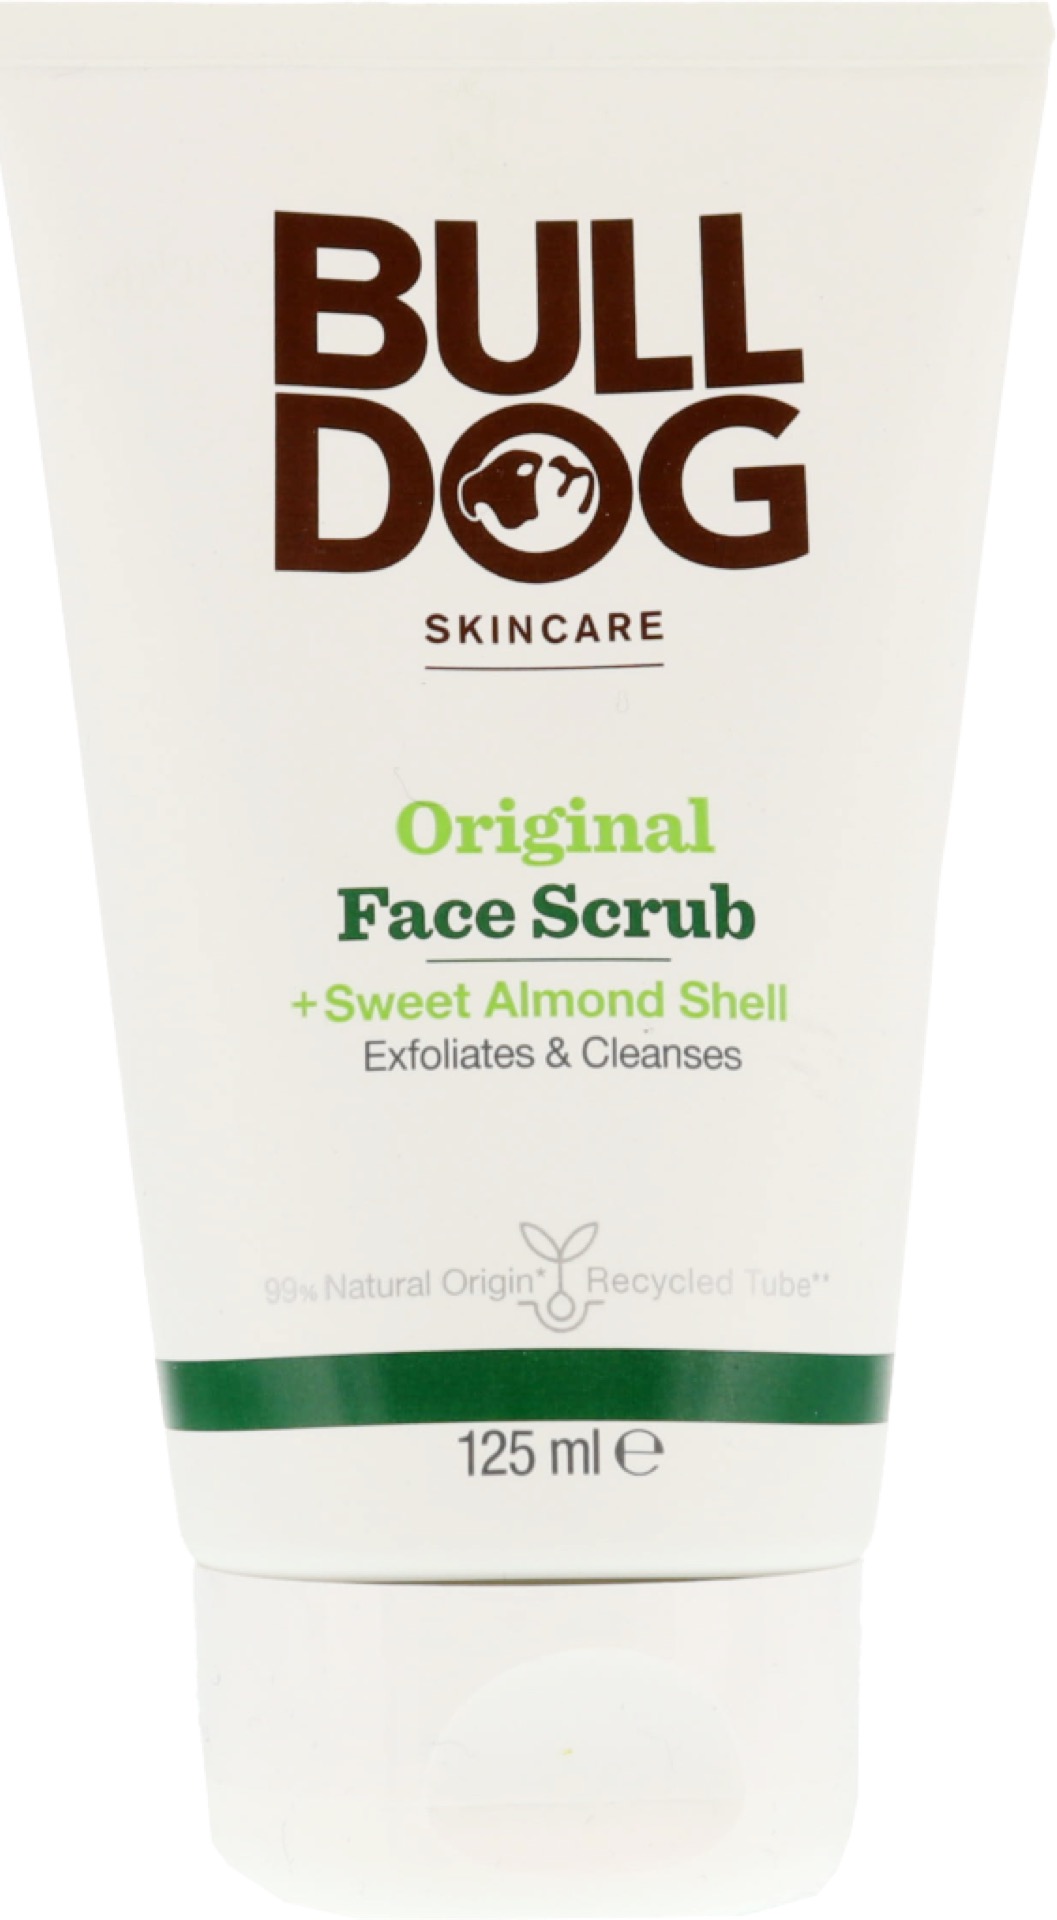 BULL
DOG
SKINCARE
Original
Face Scrub
+Sweet Almond Shell
Exfoliates & Cleanses
99% Natural Origin* Recycled Tube**
125 ml ℮